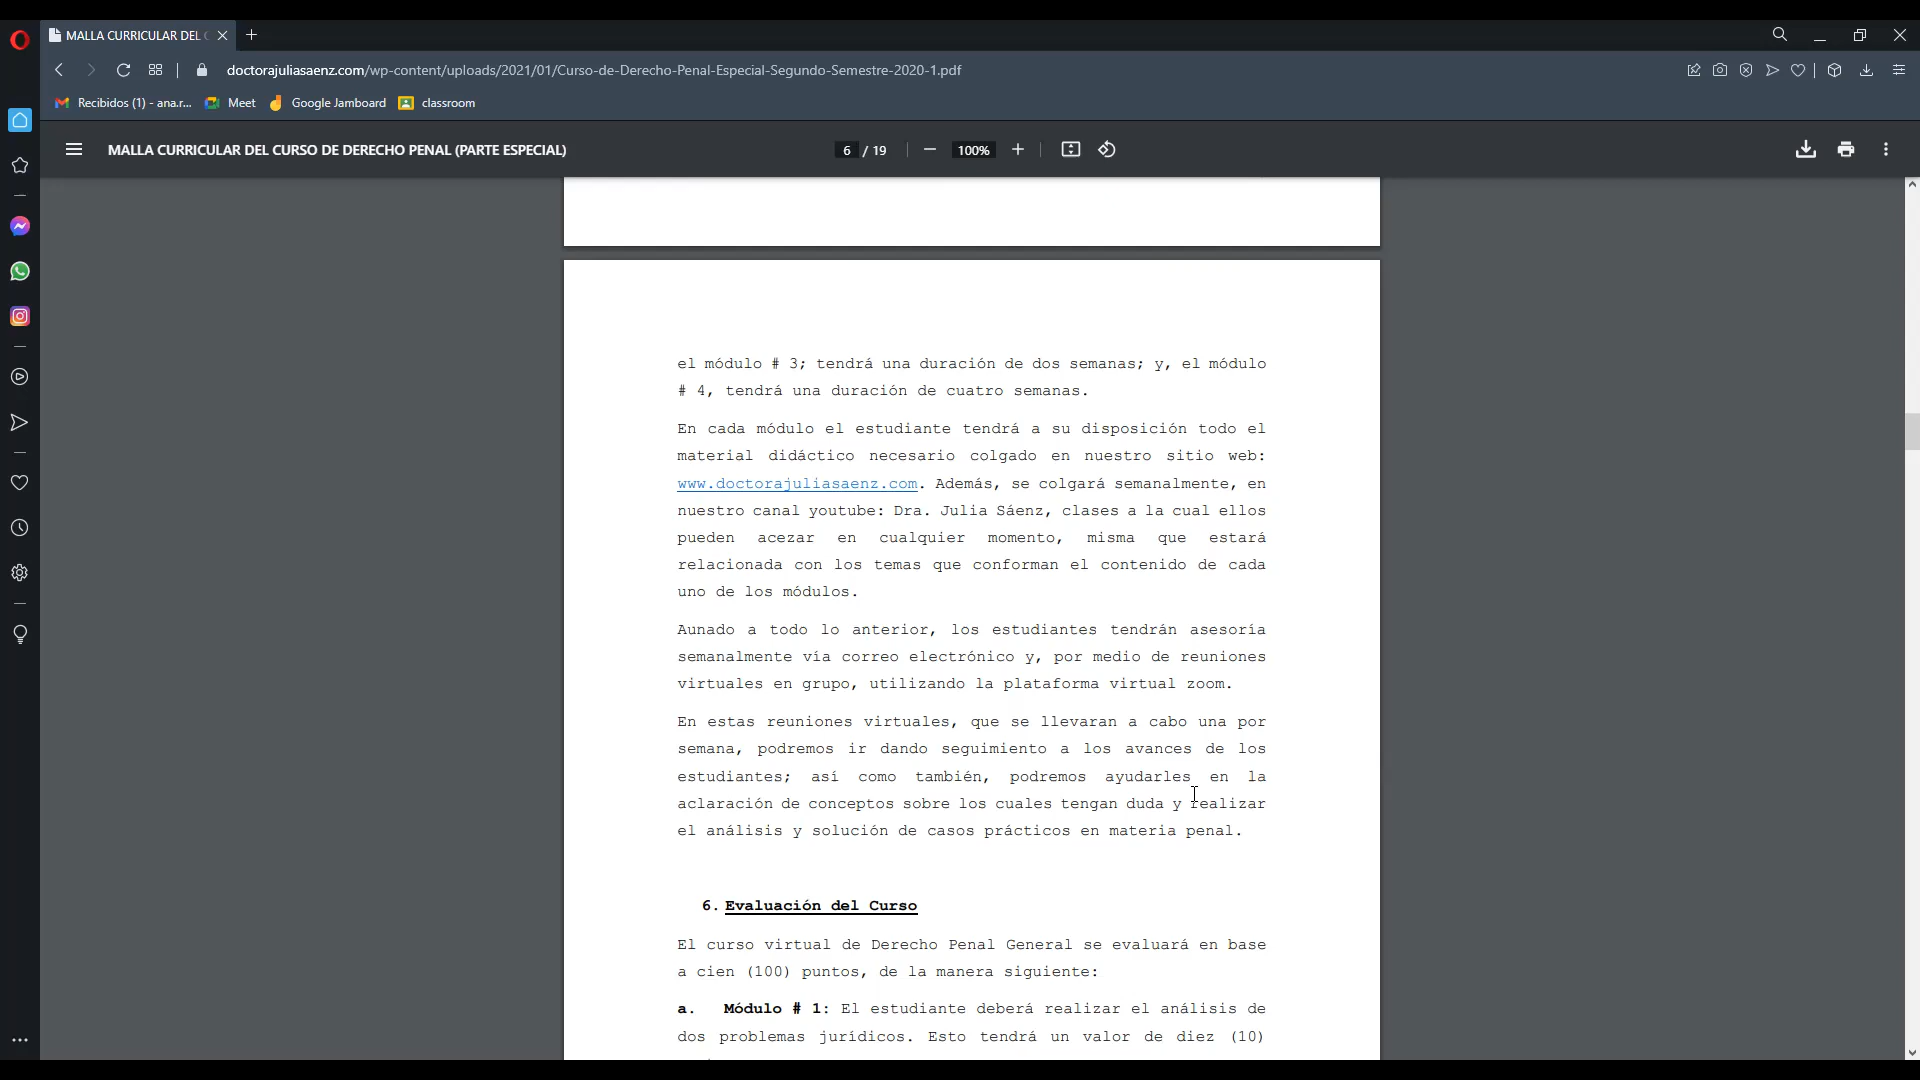 MALLA CURRICULAR DEL
doctorajuliasaenz.com/wp-content/uploads/2021/01/Curso-de-Derecho-Penal-Especial-Segundo-Semestre-2020-1.pdf
Recibidos (1) - ana.r... Meet Google Jamboard classroom
MALLA CURRICULAR DEL CURSO DE DERECHO PENAL (PARTE ESPECIAL) 6 / 19 100%
el módulo # 3; tendrá una duración de dos semanas; y, el módulo
# 4, tendrá una duración de cuatro semanas.
En cada módulo el estudiante tendrá a su disposición todo el
material didáctico necesario colgado en nuestro sitio web:
www.doctorajuliasaenz.com. Además, se colgará semanalmente, en
nuestro canal youtube: Dra. Julia Sáenz, clases a la cual ellos
pueden acezar en cualquier momento, misma que estará
relacionada con los temas que conforman el contenido de cada
uno de los módulos.
Aunado a todo lo anterior, los estudiantes tendrán asesoría
semanalmente vía correo electrónico y, por medio de reuniones
virtuales en grupo, utilizando la plataforma virtual zoom.
En estas reuniones virtuales, que se llevaran a cabo una por
semana, podremos ir dando seguimiento a los avances de los
estudiantes; así como también, podremos ayudarles en la
aclaración de conceptos sobre los cuales tengan duda y realizar
el análisis y solución de casos prácticos en materia penal.
6. Evaluación del Curso
El curso virtual de Derecho Penal General se evaluará en base
a cien (100) puntos, de la manera siguiente:
a. Módulo # 1: El estudiante deberá realizar el análisis de
dos problemas jurídicos. Esto tendrá un valor de diez (10)